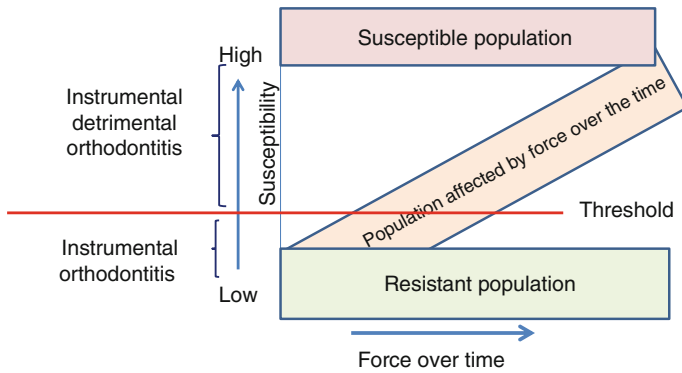 Susceptible population
High
Instrumental
detrimental
orthodontitis
Susceptibility
Population affected by force over the time
Threshold
Instrumental
orthodontitis
Low
Resistant population
Force over time